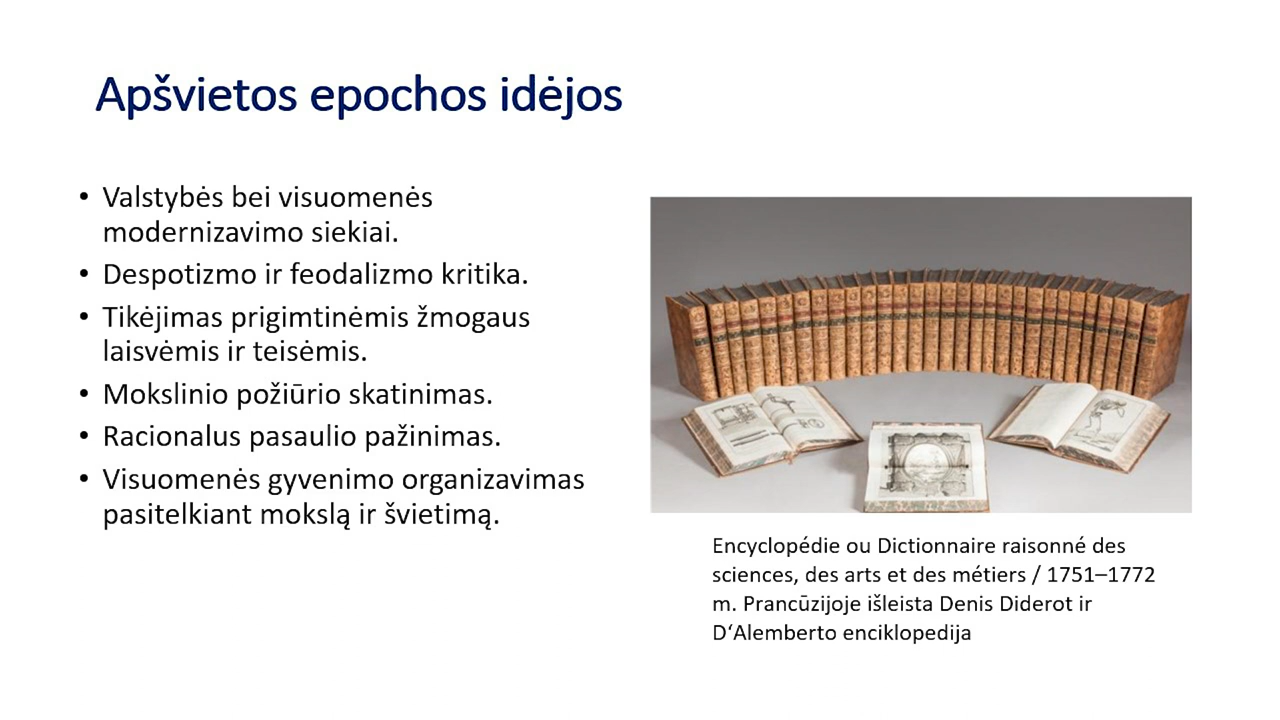 Apšvietos epochos idėjos
• Valstybės bei visuomenės
modernizavimo siekiai.
• Despotizmo ir feodalizmo kritika.
• Tikėjimas prigimtinėmis žmogaus
laisvėmis ir teisėmis.
• Mokslinio požiūrio skatinimas.
• Racionalus pasaulio pažinimas.
• Visuomenės gyvenimo organizavimas
pasitelkiant mokslą ir švietimą.
Encyclopédie ou Dictionnaire raisonné des
sciences, des arts et des métiers / 1751–1772
m. Prancūzijoje išleista Denis Diderot ir
D‘Alemberto enciklopedija